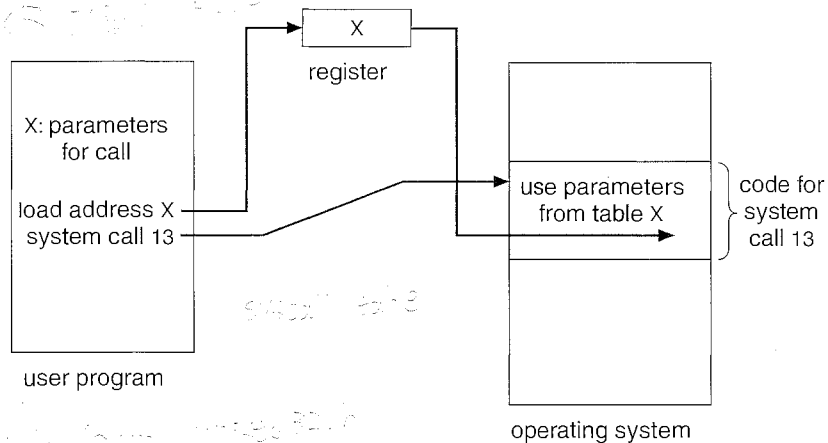 X
register
X: parameters
for call
load address X
system call 13
user program
use parameters
from table X
code for
system
call 13
operating system